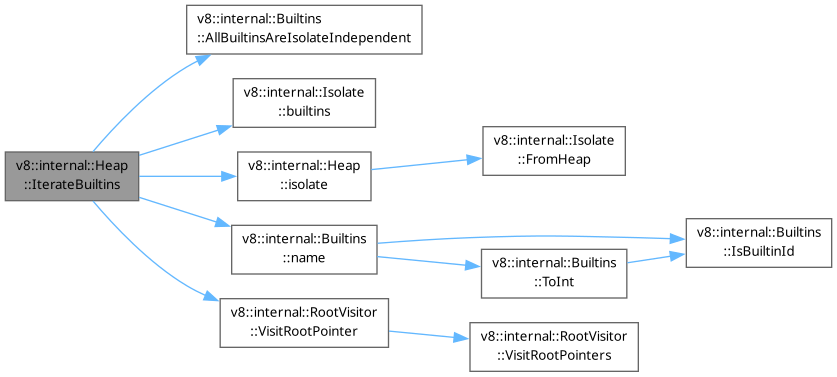 v8::internal::Heap
::IterateBuiltins
v8::internal::Builtins
::AllBuiltinsAreIsolateIndependent
v8::internal::Isolate
::builtins
v8::internal::Heap
::isolate
v8::internal::Isolate
::FromHeap
v8::internal::Builtins
::name
v8::internal::Builtins
::ToInt
v8::internal::Builtins
::IsBuiltinId
v8::internal::RootVisitor
::VisitRootPointer
v8::internal::RootVisitor
::VisitRootPointers